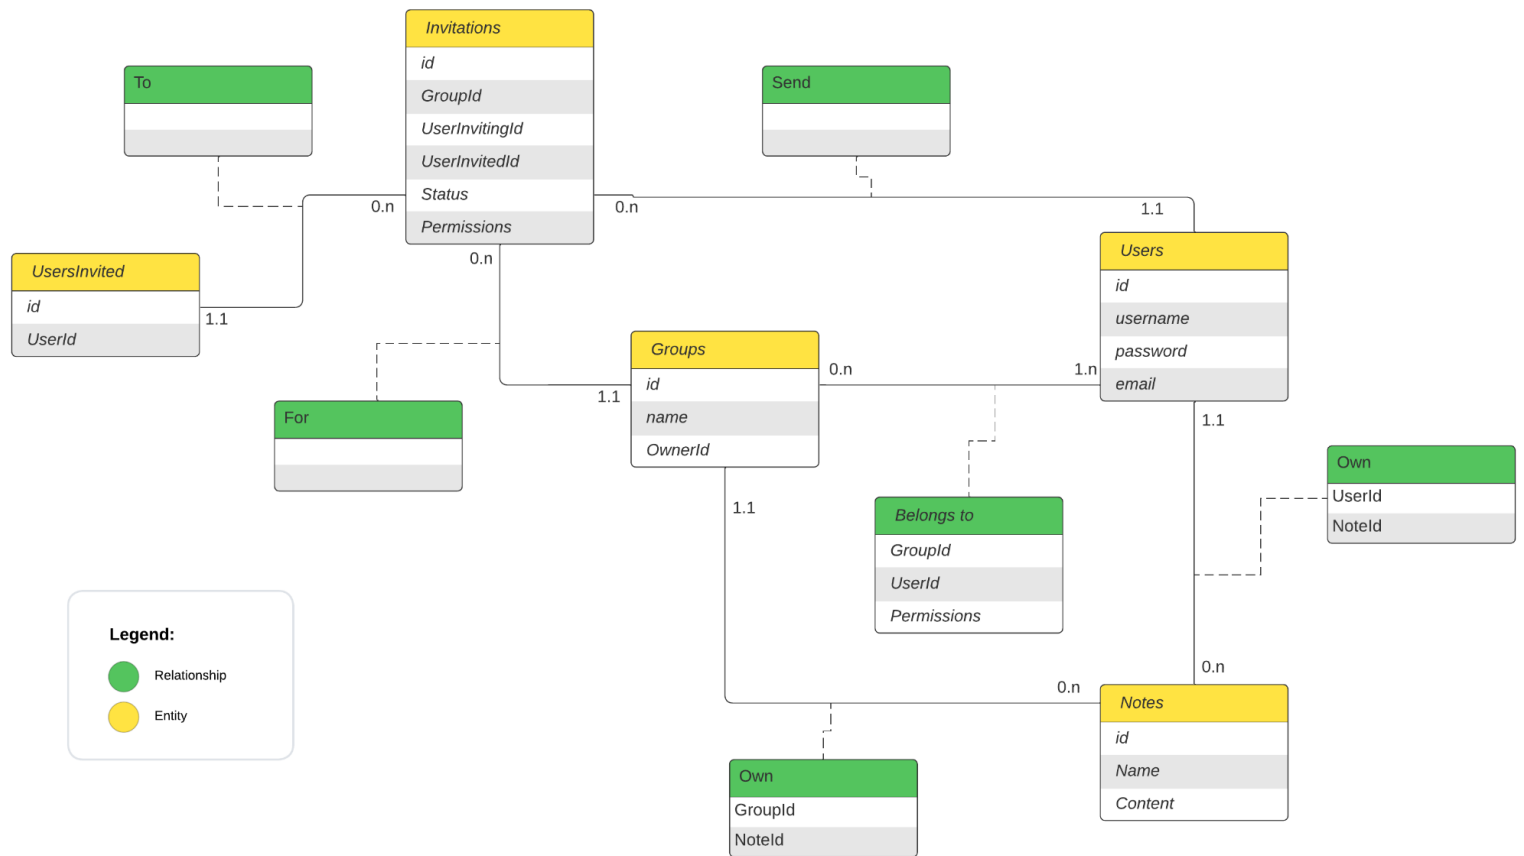 Invitations
id
GroupId
UserInvitingId
UserInvitedId
Status
Permissions
To
Send
0.n
0.n
1.1
0.n
UsersInvited
id
UserId
1.1
Users
id
username
password
email
Groups
id
name
OwnerId
0.n
1.n
1.1
For
1.1
1.1
Own
UserId
NoteId
Belongs to
GroupId
UserId
Permissions
Legend:
Relationship
Entity
0.n
0.n
Notes
id
Name
Content
Own
GroupId
NoteId